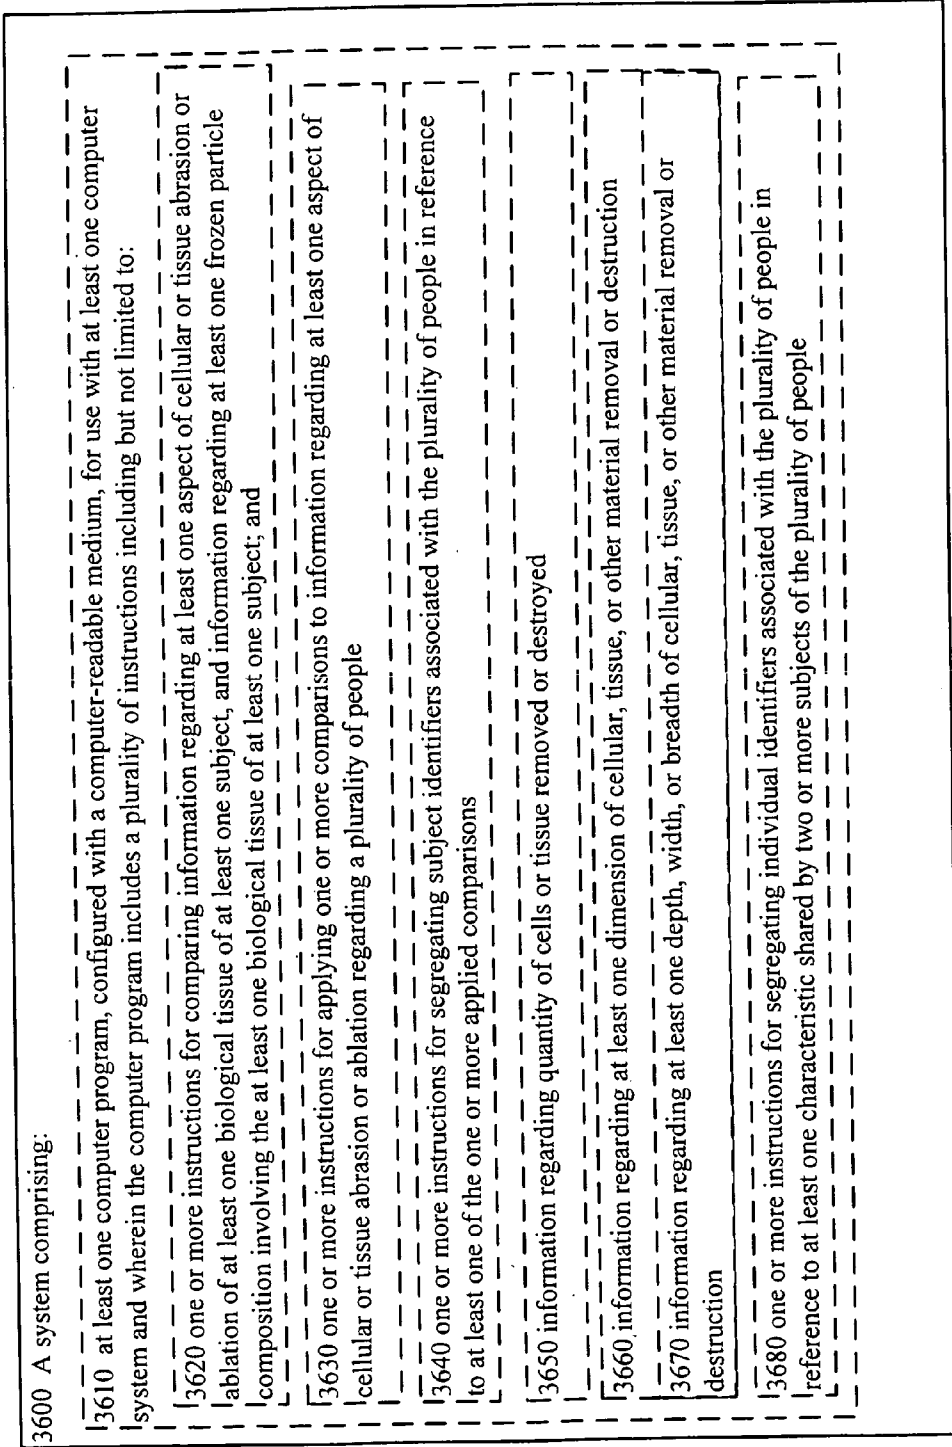 3600 A system comprising:
3610 at least one computer program, configured with a computer-readable medium, for use with at least one computer
system and wherein the computer program includes a plurality of instructions including but not limited to:
3620 one or more instructions for comparing information regarding at least one aspect of cellular or tissue abrasion or
ablation of at least one biological tissue of at least one subject, and information regarding at least one frozen particle
composition involving the at least one biological tissue of at least one subject; and
3630 one or more instructions for applying one or more comparisons to information regarding at least one aspect of
cellular or tissue abrasion or ablation regarding a plurality of people
3640 one or more instructions for segregating subject identifiers associated with the plurality of people in reference
to at least one of the one or more applied comparisons
3650 information regarding quantity of cells or tissue removed or destroyed
3660 information regarding at least one dimension of cellular, tissue, or other material removal or destruction
3670 information regarding at least one depth, width, or breadth of cellular, tissue, or other material removal or
destruction
3680 one or more instructions for segregating individual identifiers associated with the plurality of people in
reference to at least one characteristic shared by two or more subjects of the plurality of people